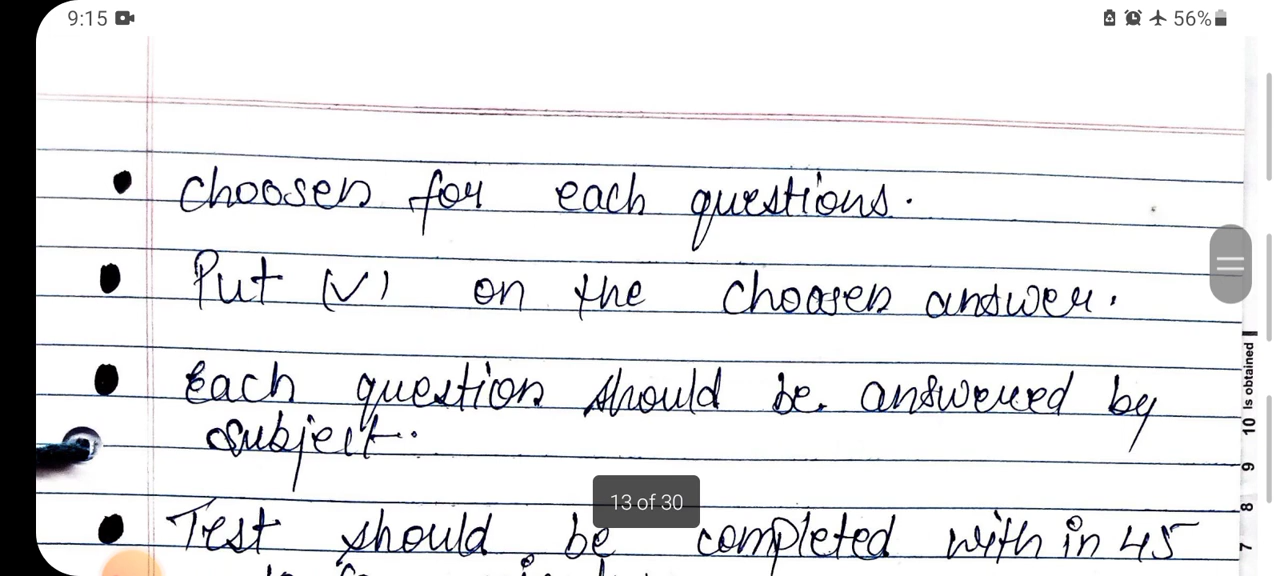 9:15
56%
• choosen for each questions.
• Put (✓) on the choosen answer.
• Each question should be answered by
subject.
13 of 30
• Test should be completed with in 45
10 Is obtained
9
8
7